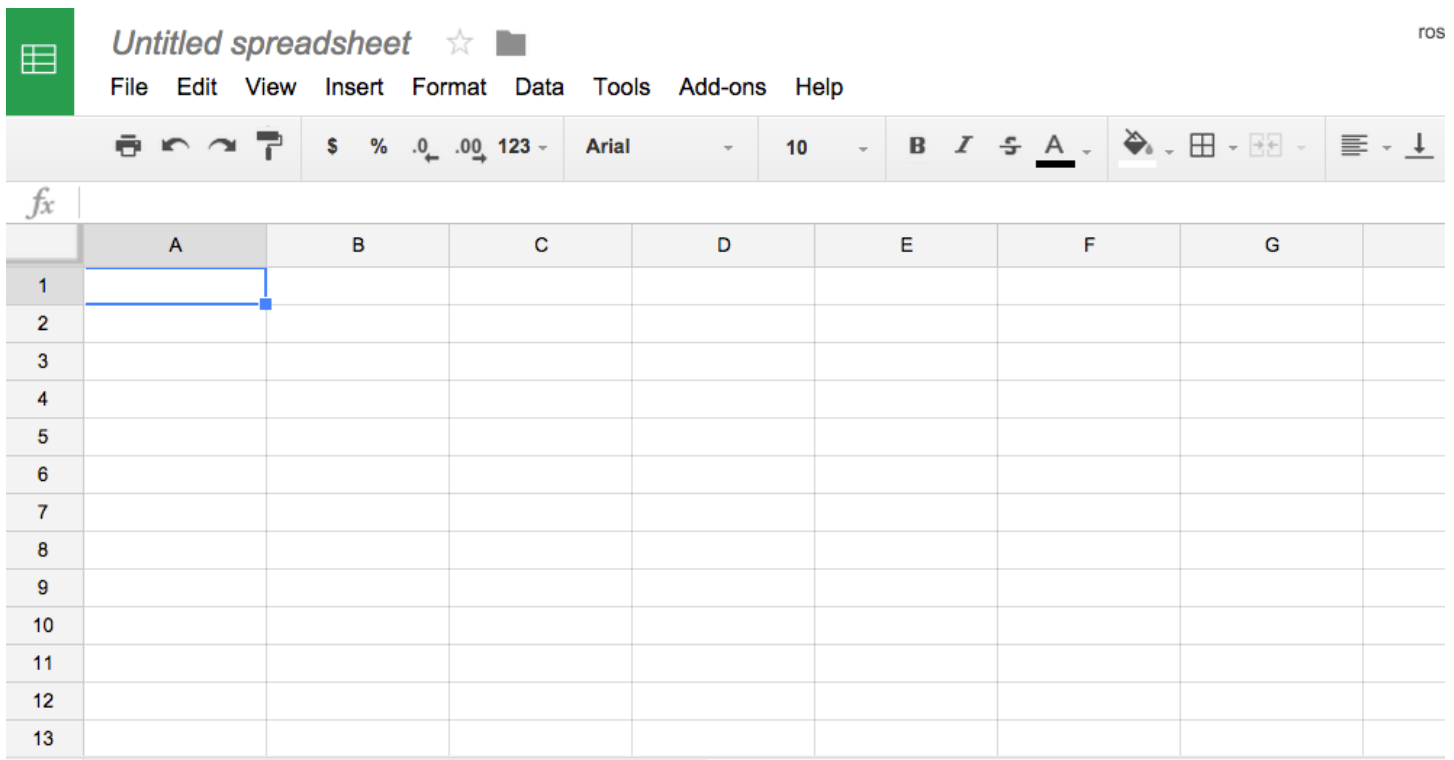 Untitled spreadsheet
ros
File Edit View Insert Format Data Tools Add-ons Help
$ % .0 .00 123 Arial 10 B I S A
fx
A B C D E F G
1
2
3
4
5
6
7
8
9
10
11
12
13